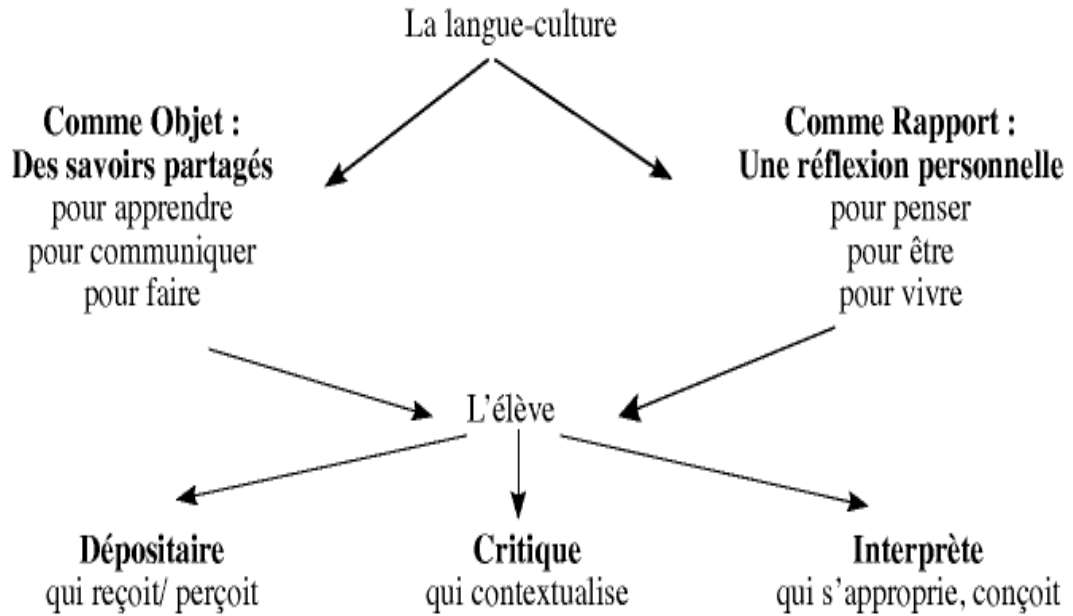 La langue-culture
Comme Objet :
Des savoirs partagés
pour apprendre
pour communiquer
pour faire
Comme Rapport :
Une réflexion personnelle
pour penser
pour être
pour vivre
L'élève
Dépositaire
qui reçoit/ perçoit
Critique
qui contextualise
Interprète
qui s'approprie, conçoit